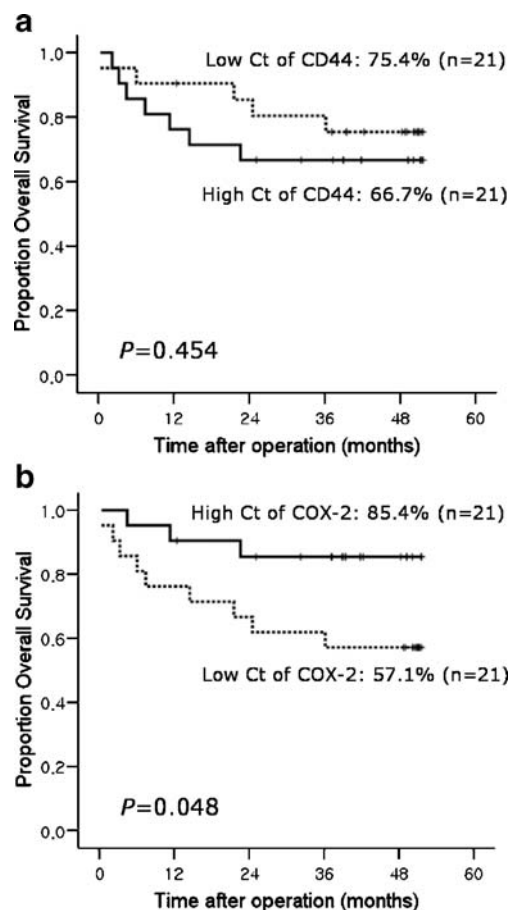 a
1.0
0.8
0.6
0.4
0.2
0.0
Proportion Overall Survival
Low Ct of CD44: 75.4% (n=21)
High Ct of CD44: 66.7% (n=21)
P=0.454
0 12 24 36 48 60
Time after operation (months)
b
1.0
0.8
0.6
0.4
0.2
0.0
Proportion Overall Survival
High Ct of COX-2: 85.4% (n=21)
Low Ct of COX-2: 57.1% (n=21)
P=0.048
0 12 24 36 48 60
Time after operation (months)